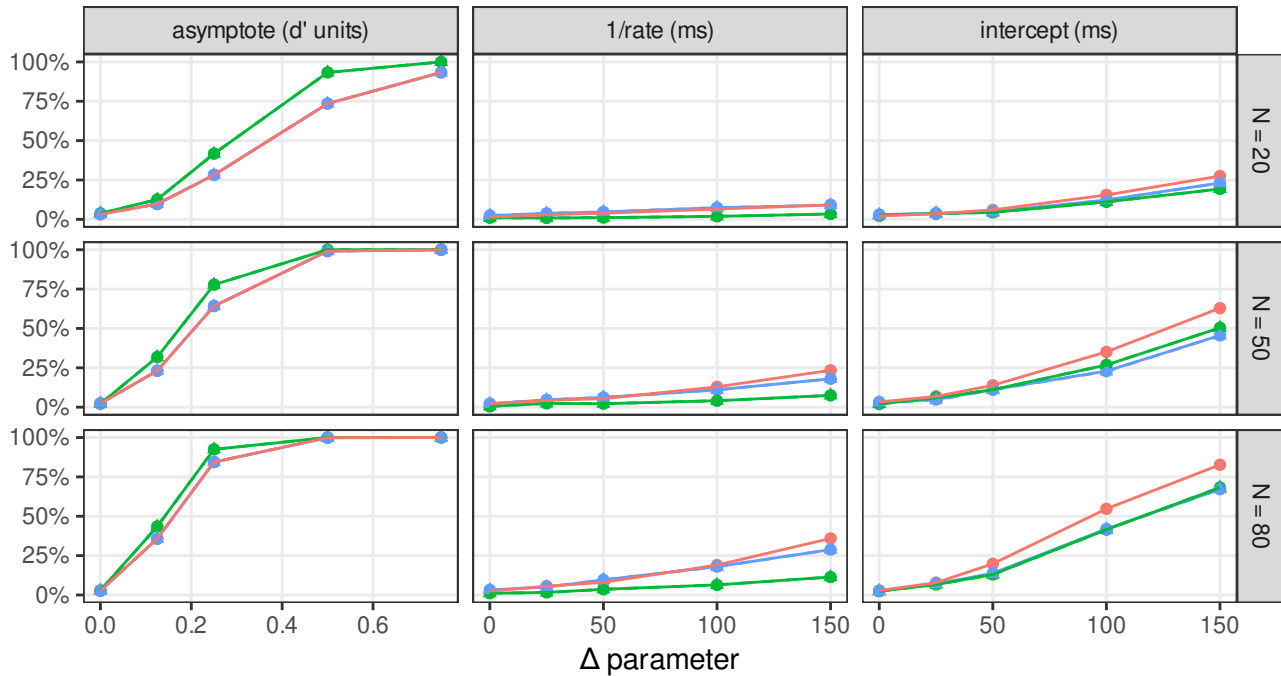 asymptote (d' units) 1/rate (ms) intercept (ms)
100%
75%
50%
25%
0%
N = 20
100%
75%
50%
25%
0%
N = 50
100%
75%
50%
25%
0%
N = 80
0.0 0.2 0.4 0.6 0 50 100 150 0 50 100 150
Δ parameter